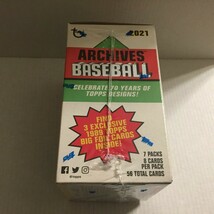 2021
ARCHIVES
BASEBALL
CELEBRATE 70 YEARS OF
TOPPS DESIGNS!
FIND
3 EXCLUSIVE
1989 TOPPS
BIG FOIL CARDS
INSIDE!
7 PACKS
8 CARDS
PER PACK
56 TOTAL CARDS